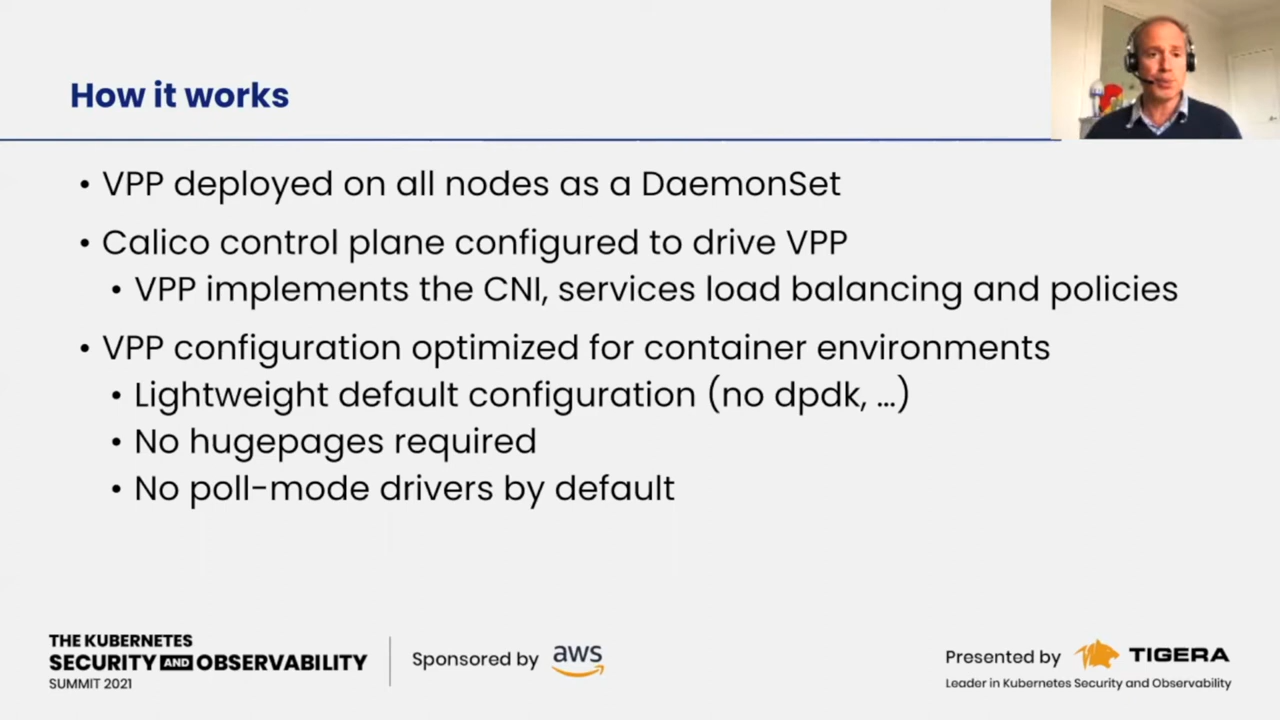 How it works
• VPP deployed on all nodes as a DaemonSet
• Calico control plane configured to drive VPP
• VPP implements the CNI, services load balancing and policies
• VPP configuration optimized for container environments
• Lightweight default configuration (no dpdk, ...)
• No hugepages required
• No poll-mode drivers by default
THE KUBERNETES
SECURITY AND OBSERVABILITY
SUMMIT 2021
Sponsored by aws
Presented by TIGERA
Leader in Kubernetes Security and Observability